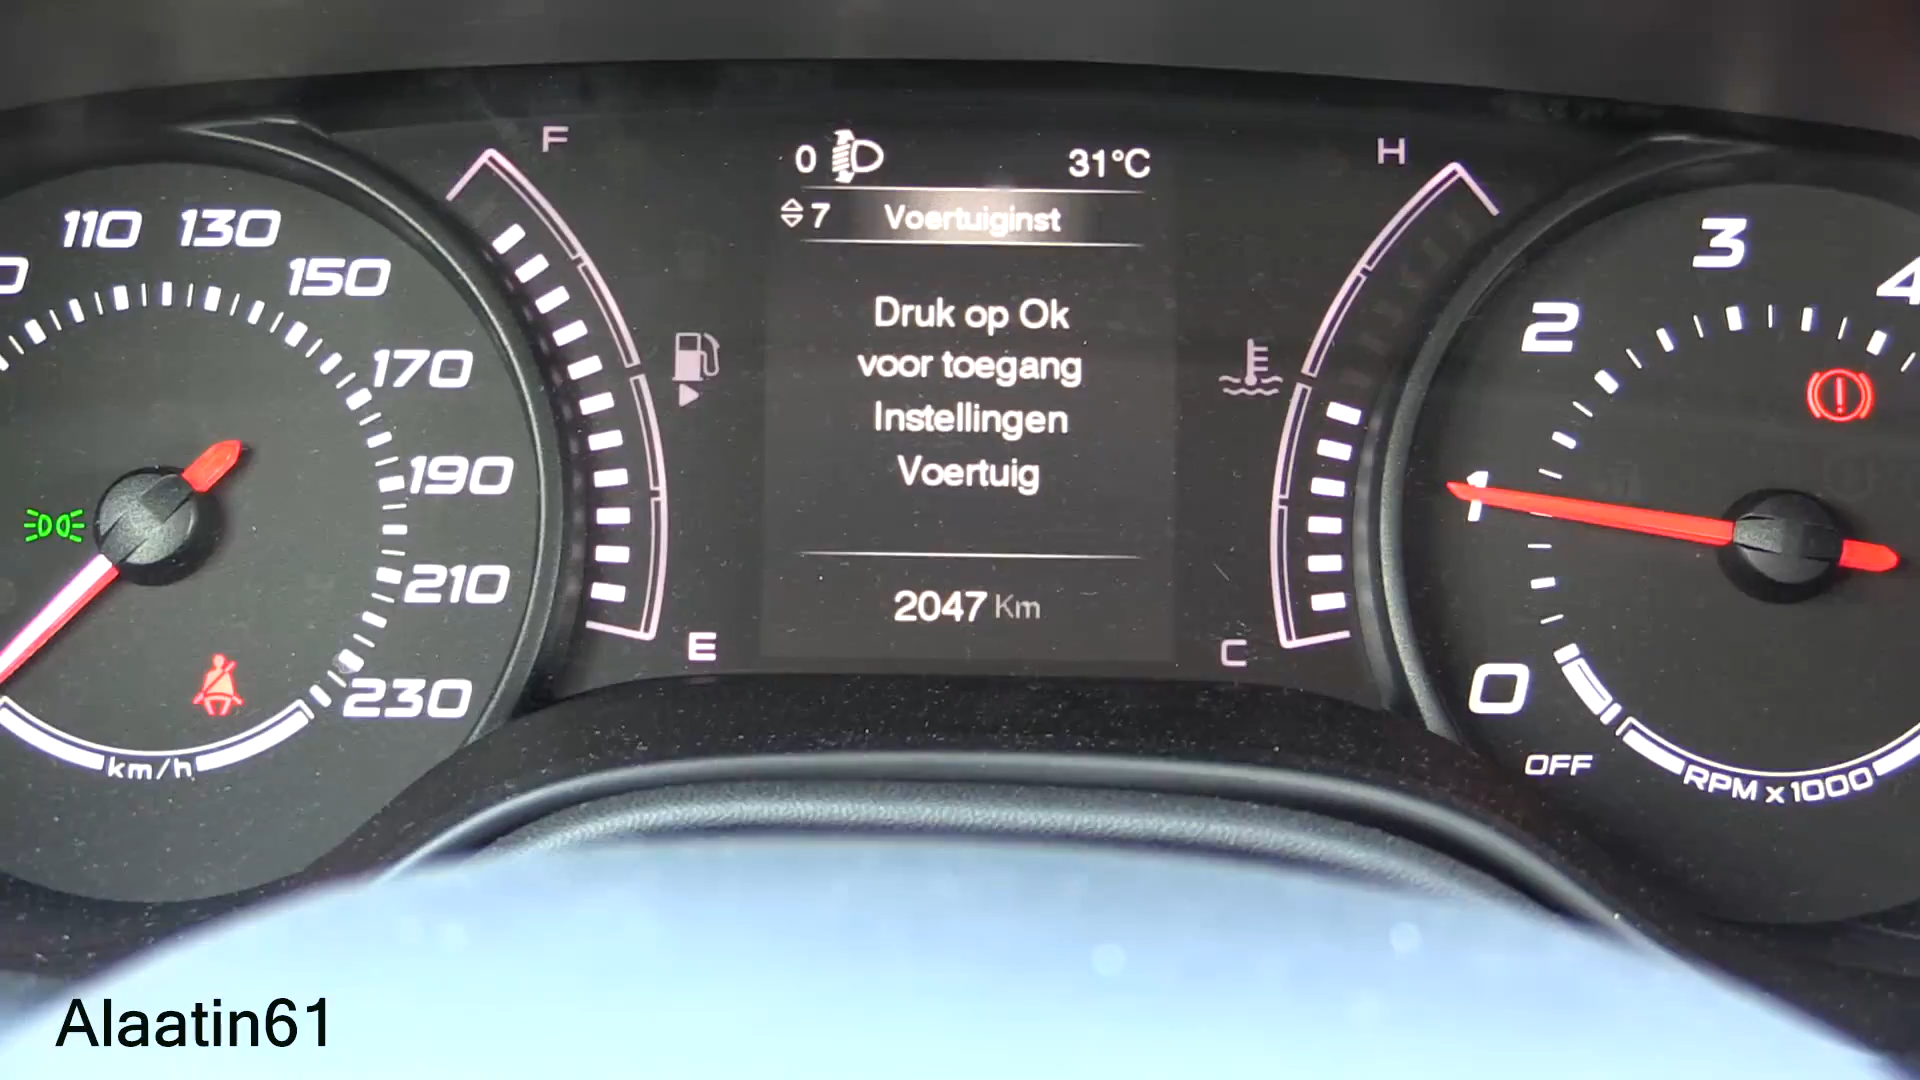 110 130
150
170
190
210
230
km/h
F
E
0 31°C
7 Voertuiginst
Druk op Ok
voor toegang
Instellingen
Voertuig
2047 Km
H
C
4
3
2
1
0
OFF
RPM x 1000
Alaatin61